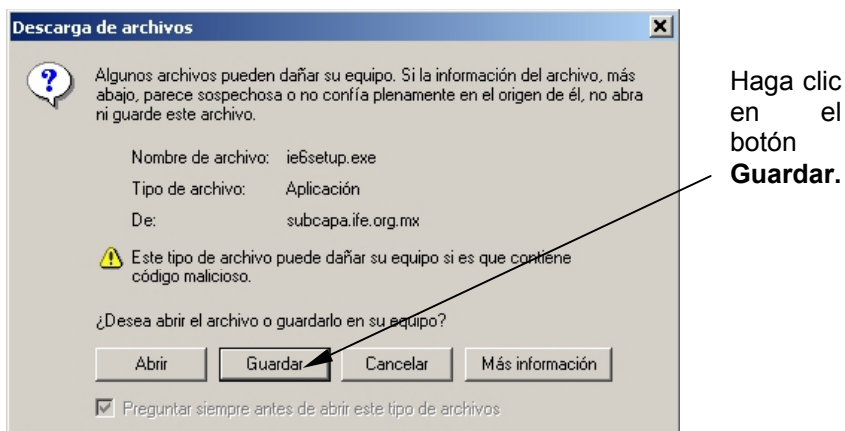 Descarga de archivos
Algunos archivos pueden dañar su equipo. Si la información del archivo, más
abajo, parece sospechosa o no confía plenamente en el origen de él, no abra
ni guarde este archivo.
Nombre de archivo: ie6setup.exe
Tipo de archivo: Aplicación
De: subcapa.ife.org.mx
Este tipo de archivo puede dañar su equipo si es que contiene
código malicioso.
¿Desea abrir el archivo o guardarlo en su equipo?
Abrir Guardar Cancelar Más información
Preguntar siempre antes de abrir este tipo de archivos
Haga clic
en el
botón
Guardar.